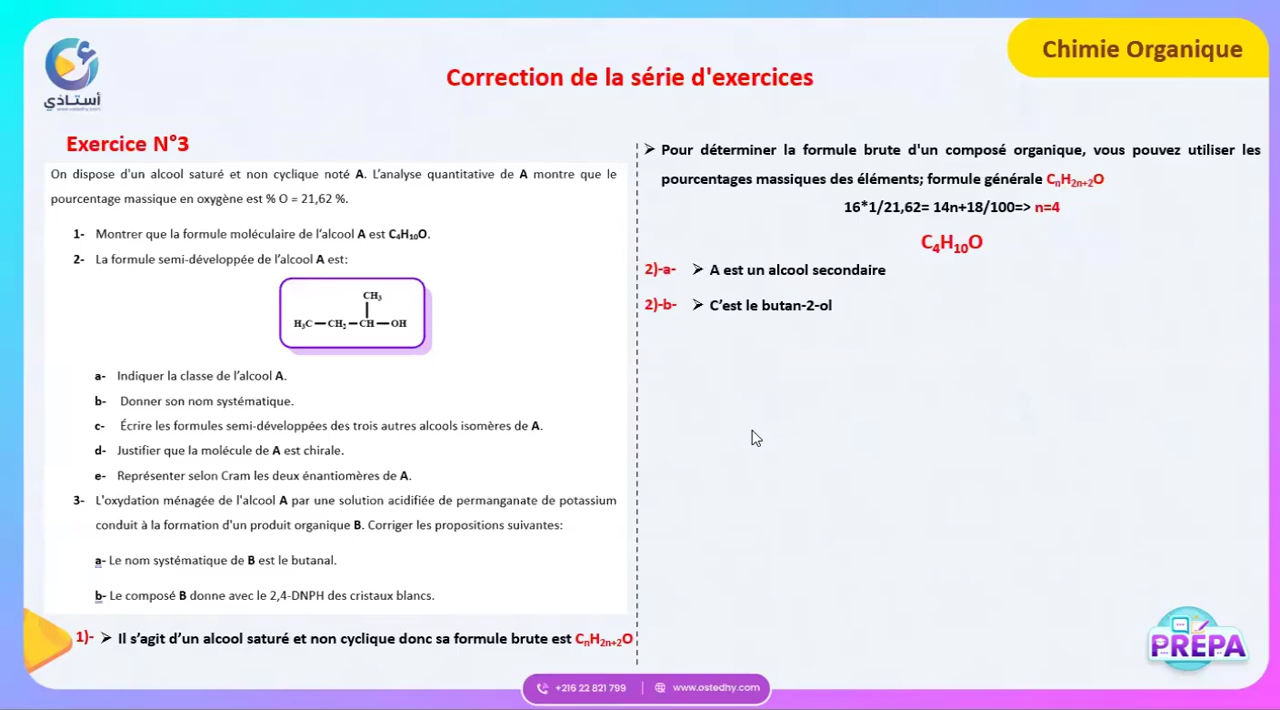 أستاذي
www.ostedhy.com
Chimie Organique
Correction de la série d'exercices
Exercice N°3
On dispose d'un alcool saturé et non cyclique noté A. L'analyse quantitative de A montre que le
pourcentage massique en oxygène est % O = 21,62 %.
1- Montrer que la formule moléculaire de l'alcool A est C₄H₁₀O.
2- La formule semi-développée de l'alcool A est:
CH₃
H₃C — CH₂ — CH — OH
a- Indiquer la classe de l'alcool A.
b- Donner son nom systématique.
c- Écrire les formules semi-développées des trois autres alcools isomères de A.
d- Justifier que la molécule de A est chirale.
e- Représenter selon Cram les deux énantiomères de A.
3- L'oxydation ménagée de l'alcool A par une solution acidifiée de permanganate de potassium
conduit à la formation d'un produit organique B. Corriger les propositions suivantes:
a- Le nom systématique de B est le butanal.
b- Le composé B donne avec le 2,4-DNPH des cristaux blancs.
1)- ➢ Il s'agit d'un alcool saturé et non cyclique donc sa formule brute est CₙH₂ₙ₊₂O
➢ Pour déterminer la formule brute d'un composé organique, vous pouvez utiliser les
pourcentages massiques des éléments; formule générale CₙH₂ₙ₊₂O
16*1/21,62= 14n+18/100=> n=4
C₄H₁₀O
2)-a- ➢ A est un alcool secondaire
2)-b- ➢ C'est le butan-2-ol
PRÉPA
+216 22 821 799 | www.ostedhy.com